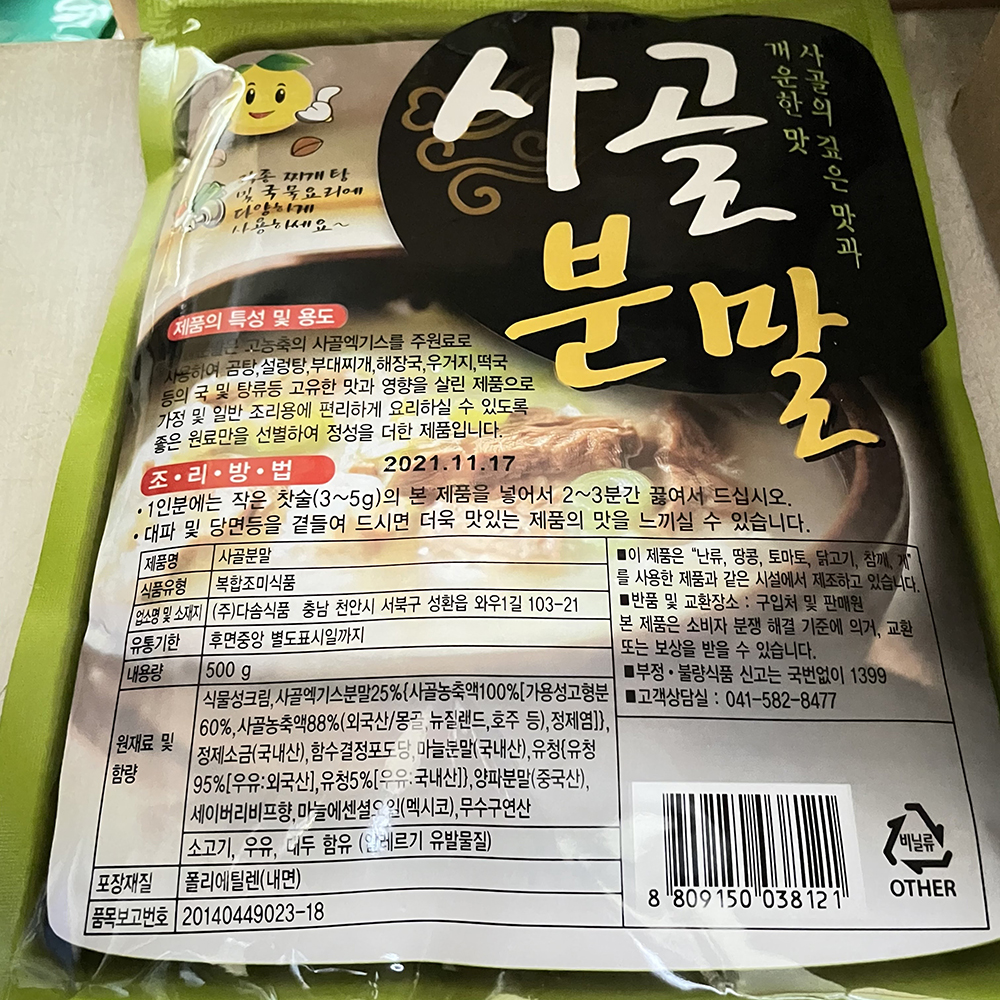 사골
분말
사골의 깊은 맛과
개운한 맛
각종 찌개 탕
및 국물요리에
다양하게
사용하세요~
제품의 특성 및 용도
고농축의 사골엑기스를 주원료로
사용하여 곰탕,설렁탕,부대찌개,해장국,우거지,떡국
등의 국 및 탕류등 고유한 맛과 영향을 살린 제품으로
가정 및 일반 조리용에 편리하게 요리하실 수 있도록
좋은 원료만을 선별하여 정성을 더한 제품입니다.
2021.11.17
조•리•방•법
•1인분에는 작은 찻술(3~5g)의 본 제품을 넣어서 2~3분간 끓여서 드십시오.
•대파 및 당면등을 곁들여 드시면 더욱 맛있는 제품의 맛을 느끼실 수 있습니다.
제품명 사골분말
식품유형 복합조미식품
업소명 및 소재지 (주)다솜식품 충남 천안시 서북구 성환읍 와우1길 103-21
유통기한 후면중앙 별도표시일까지
내용량 500 g
원재료 및 함량
식물성크림,사골엑기스분말25%{사골농축액100%[가용성고형분
60%,사골농축액88%(외국산/몽골,뉴질랜드,호주 등),정제염]},
정제소금(국내산),함수결정포도당,마늘분말(국내산),유청{유청
95%[우유:외국산],유청5%[우유:국내산]},양파분말(중국산),
세이버리비프향,마늘에센셜오일(멕시코),무수구연산
소고기, 우유, 대두 함유 (알레르기 유발물질)
포장재질 폴리에틸렌(내면)
품목보고번호 20140449023-18
■이 제품은 "난류, 땅콩, 토마토, 닭고기, 참깨, 게"
를 사용한 제품과 같은 시설에서 제조하고 있습니다.
■반품 및 교환장소 : 구입처 및 판매원
본 제품은 소비자 분쟁 해결 기준에 의거, 교환
또는 보상을 받을 수 있습니다.
■부정•불량식품 신고는 국번없이 1399
■고객상담실 : 041-582-8477
8 809150 038121
비닐류
OTHER